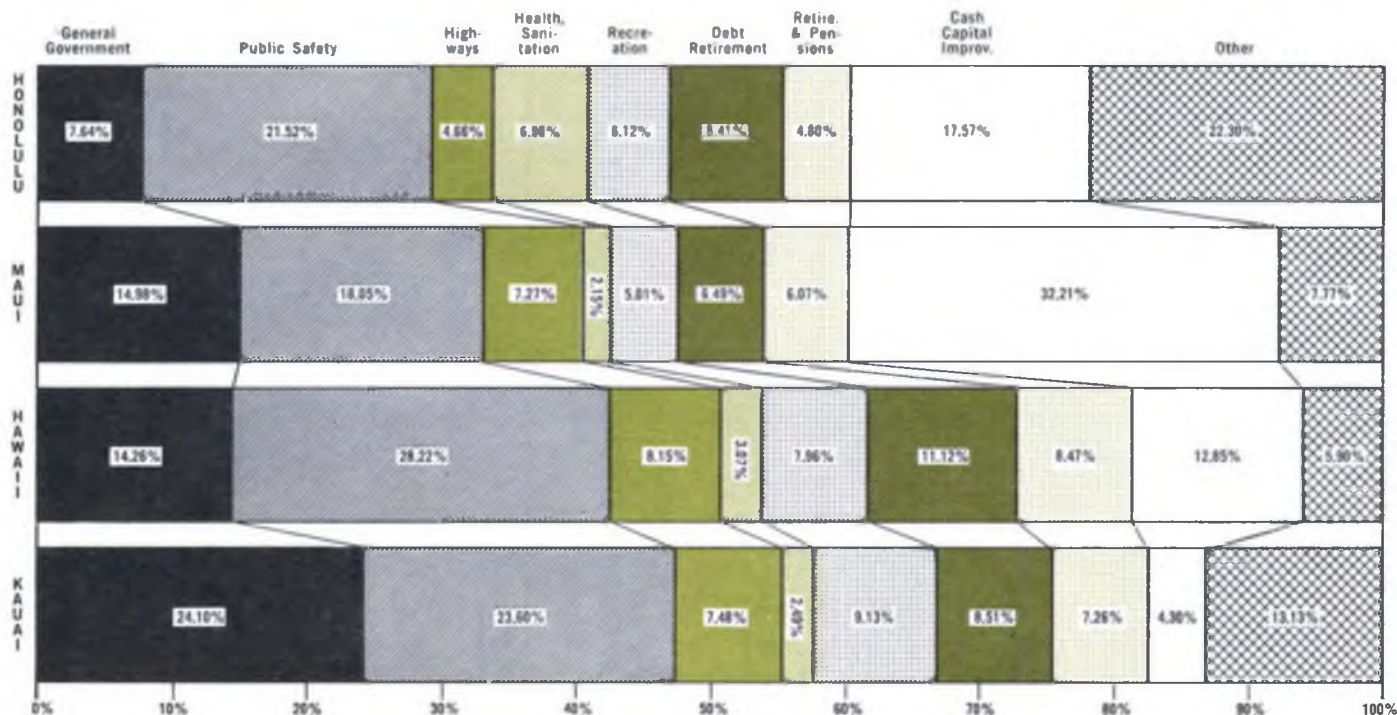 General
Government
Public Safety
High-
ways
Health,
Sani-
tation
Recre-
ation
Debt
Retirement
Retire.
& Pen-
sions
Cash
Capital
Improv.
Other
HONOLULU
7.64%
21.52%
4.66%
6.98%
6.12%
8.41%
4.80%
17.57%
22.30%
MAUI
14.98%
18.05%
7.27%
2.15%
5.01%
6.49%
6.07%
32.21%
7.77%
HAWAII
14.26%
28.22%
8.15%
3.07%
7.96%
11.12%
8.47%
12.85%
5.90%
KAUAI
24.10%
23.60%
7.48%
2.49%
9.13%
8.51%
7.26%
4.30%
13.13%
0% 10% 20% 30% 40% 50% 60% 70% 80% 90% 100%